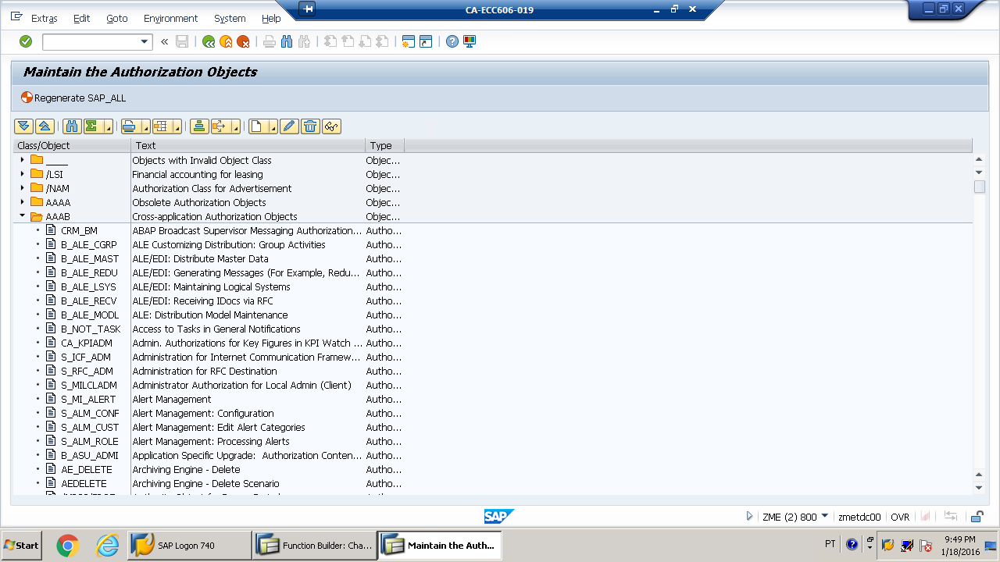 CA-ECC606-019
Extras Edit Goto Environment System Help
Maintain the Authorization Objects
Regenerate SAP_ALL
Class/Object Text Type
____ Objects with Invalid Object Class Objec...
/LSI Financial accounting for leasing Objec...
/NAM Authorization Class for Advertisement Objec...
AAAA Obsolete Authorization Objects Objec...
AAAB Cross-application Authorization Objects Objec...
CRM_BM ABAP Broadcast Supervisor Messaging Authorization... Autho...
B_ALE_CGRP ALE Customizing Distribution: Group Activities Autho...
B_ALE_MAST ALE/EDI: Distribute Master Data Autho...
B_ALE_REDU ALE/EDI: Generating Messages (For Example, Redu... Autho...
B_ALE_LSYS ALE/EDI: Maintaining Logical Systems Autho...
B_ALE_RECV ALE/EDI: Receiving IDocs via RFC Autho...
B_ALE_MODL ALE: Distribution Model Maintenance Autho...
B_NOT_TASK Access to Tasks in General Notifications Autho...
CA_KPIADM Admin. Authorizations for Key Figures in KPI Watch ... Autho...
S_ICF_ADM Administration for Internet Communication Framew... Autho...
S_RFC_ADM Administration for RFC Destination Autho...
S_MILCLADM Administrator Authorization for Local Admin (Client) Autho...
S_MI_ALERT Alert Management Autho...
S_ALM_CONF Alert Management: Configuration Autho...
S_ALM_CUST Alert Management: Edit Alert Categories Autho...
S_ALM_ROLE Alert Management: Processing Alerts Autho...
B_ASU_ADMI Application Specific Upgrade: Authorization Conten... Autho...
AE_DELETE Archiving Engine - Delete Autho...
AEDELETE Archiving Engine - Delete Scenario Autho...
SAP
ZME (2) 800 zmetdc00 OVR
Start SAP Logon 740 Function Builder: Cha... Maintain the Auth... PT 9:49 PM
1/18/2016